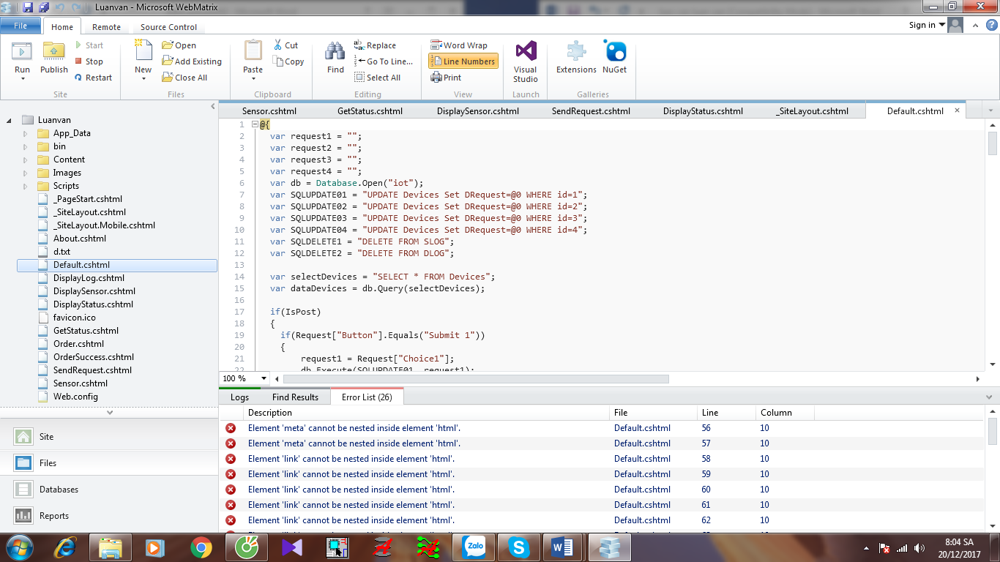 Luanvan - Microsoft WebMatrix
File Home Remote Source Control Sign in
Run Publish Start Stop Restart Site
New Open Add Existing Close All Files
Paste Cut Copy Clipboard
Find Replace Go To Line... Select All Editing
Word Wrap Line Numbers Print View
Visual Studio Launch
Extensions NuGet Galleries
Luanvan
App_Data
bin
Content
Images
Scripts
_PageStart.cshtml
_SiteLayout.cshtml
_SiteLayout.Mobile.cshtml
About.cshtml
d.txt
Default.cshtml
DisplayLog.cshtml
DisplaySensor.cshtml
DisplayStatus.cshtml
favicon.ico
GetStatus.cshtml
Order.cshtml
OrderSuccess.cshtml
SendRequest.cshtml
Sensor.cshtml
Web.config
Site
Files
Databases
Reports
Sensor.cshtml GetStatus.cshtml DisplaySensor.cshtml SendRequest.cshtml DisplayStatus.cshtml _SiteLayout.cshtml Default.cshtml
1 @{
2 var request1 = "";
3 var request2 = "";
4 var request3 = "";
5 var request4 = "";
6 var db = Database.Open("iot");
7 var SQLUPDATE01 = "UPDATE Devices Set DRequest=@0 WHERE id=1";
8 var SQLUPDATE02 = "UPDATE Devices Set DRequest=@0 WHERE id=2";
9 var SQLUPDATE03 = "UPDATE Devices Set DRequest=@0 WHERE id=3";
10 var SQLUPDATE04 = "UPDATE Devices Set DRequest=@0 WHERE id=4";
11 var SQLDELETE1 = "DELETE FROM SLOG";
12 var SQLDELETE2 = "DELETE FROM DLOG";
13
14 var selectDevices = "SELECT * FROM Devices";
15 var dataDevices = db.Query(selectDevices);
16
17 if(IsPost)
18 {
19 if(Request["Button"].Equals("Submit 1"))
20 {
21 request1 = Request["Choice1"];
22 db.Execute(SQLUPDATE01, request1);
100 %
Logs Find Results Error List (26)
Description File Line Column
Element 'meta' cannot be nested inside element 'html'. Default.cshtml 56 10
Element 'meta' cannot be nested inside element 'html'. Default.cshtml 57 10
Element 'link' cannot be nested inside element 'html'. Default.cshtml 58 10
Element 'link' cannot be nested inside element 'html'. Default.cshtml 59 10
Element 'link' cannot be nested inside element 'html'. Default.cshtml 60 10
Element 'link' cannot be nested inside element 'html'. Default.cshtml 61 10
Element 'link' cannot be nested inside element 'html'. Default.cshtml 62 10
Zalo
8:04 SA
20/12/2017